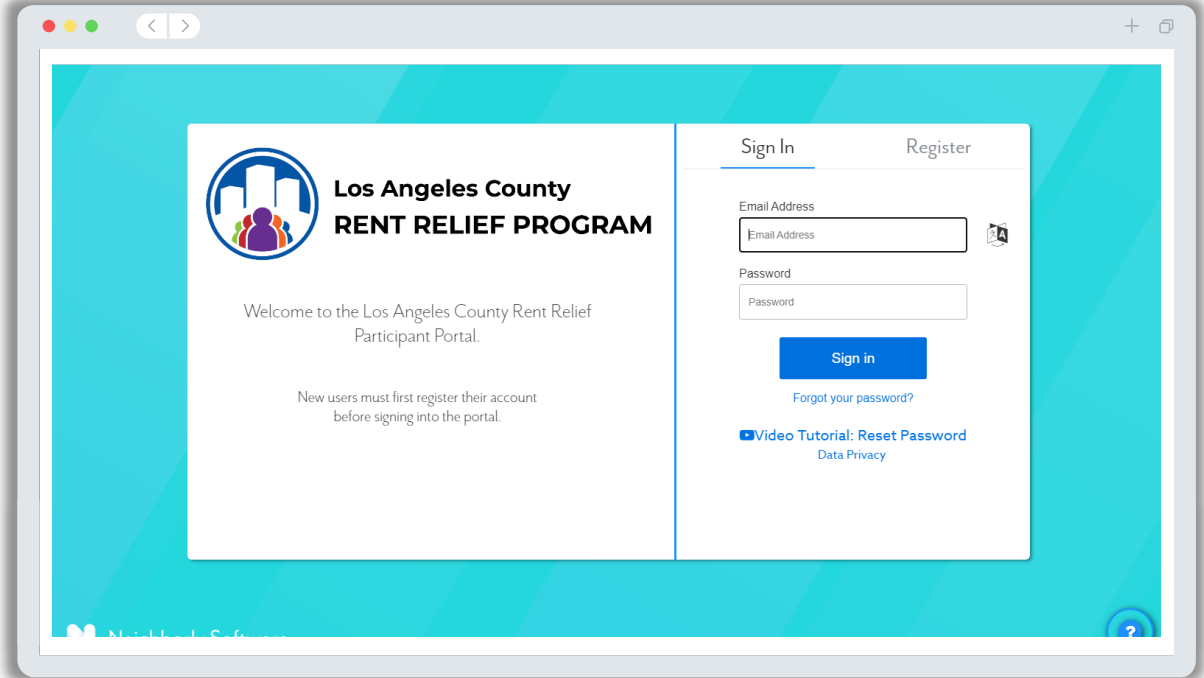 Los Angeles County
RENT RELIEF PROGRAM
Welcome to the Los Angeles County Rent Relief
Participant Portal.
New users must first register their account
before signing into the portal.
Sign In
Register
Email Address
Email Address
Password
Password
Sign in
Forgot your password?
Video Tutorial: Reset Password
Data Privacy
Neighborly Software
?